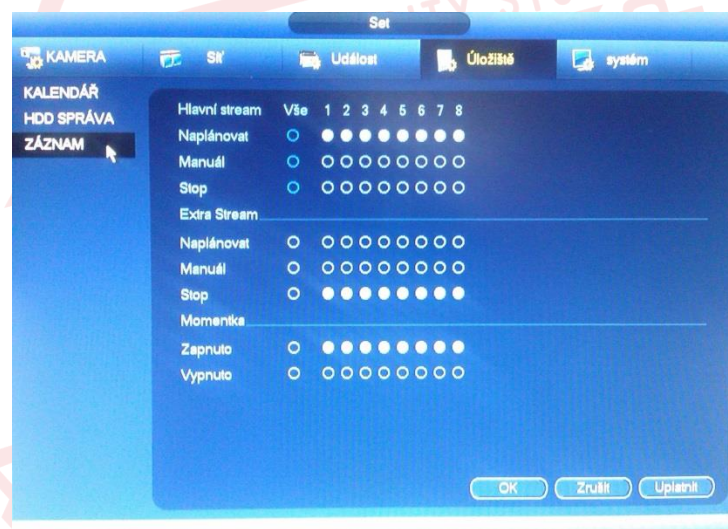 Set
KAMERA Síť Událost Úložiště systém
KALENDÁŘ
HDD SPRÁVA
ZÁZNAM
Hlavní stream Vše 1 2 3 4 5 6 7 8
Naplánovat
Manuál
Stop
Extra Stream
Naplánovat
Manuál
Stop
Momentka
Zapnuto
Vypnuto
OK Zrušit Uplatnit